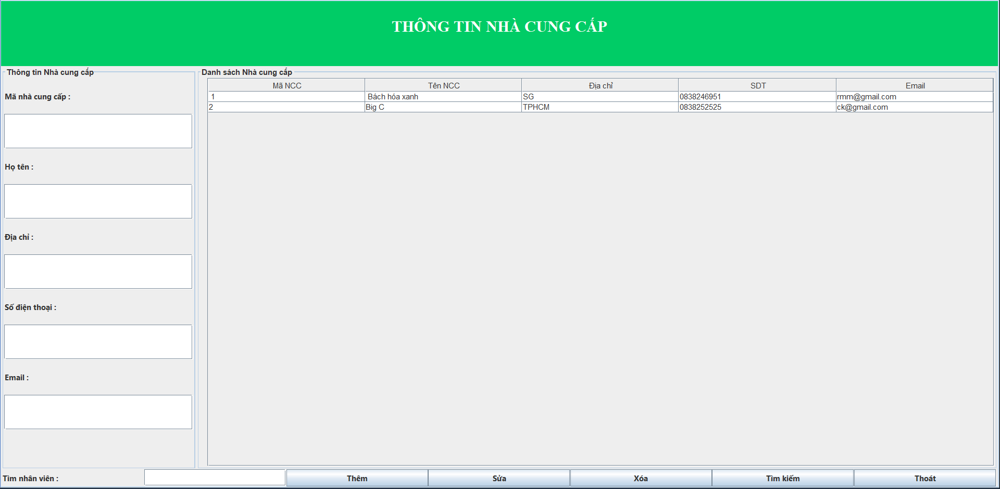 THÔNG TIN NHÀ CUNG CẤP
Thông tin Nhà cung cấp
Mã nhà cung cấp :
Họ tên :
Địa chỉ :
Số điện thoại :
Email :
Danh sách Nhà cung cấp
Mã NCC Tên NCC Địa chỉ SDT Email
1 Bách hóa xanh SG 0838246951 rmm@gmail.com
2 Big C TPHCM 0838252525 ck@gmail.com
Tìm nhân viên : Thêm Sửa Xóa Tìm kiếm Thoát